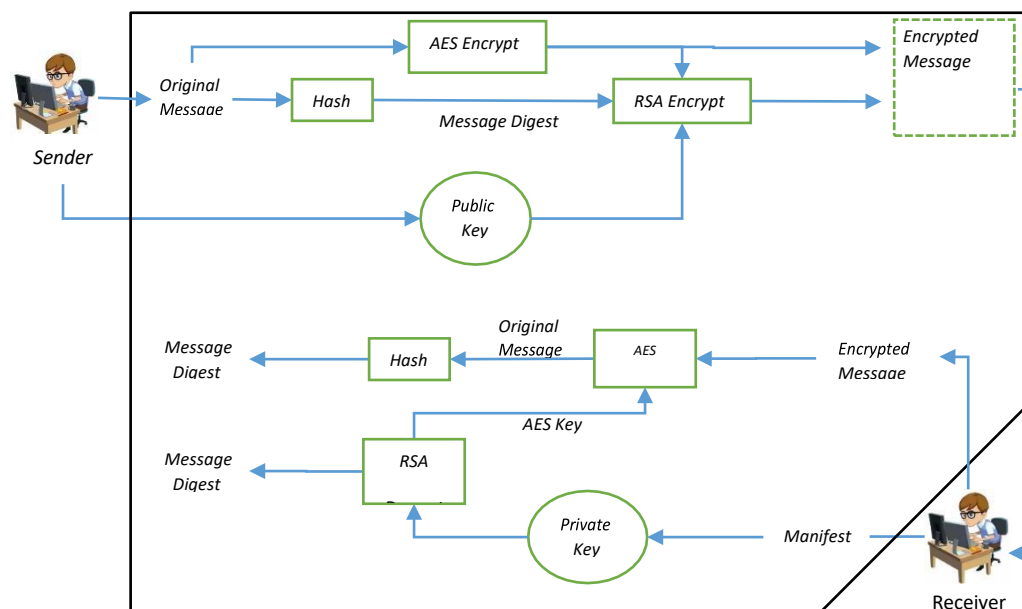 AES Encrypt
Encrypted
Message
Original
Message
Hash
RSA Encrypt
Message Digest
Sender
Public
Key
Original
Message
Message
Digest
Hash
AES
Encrypted
Message
AES Key
Message
Digest
RSA
Private
Key
Manifest
Receiver